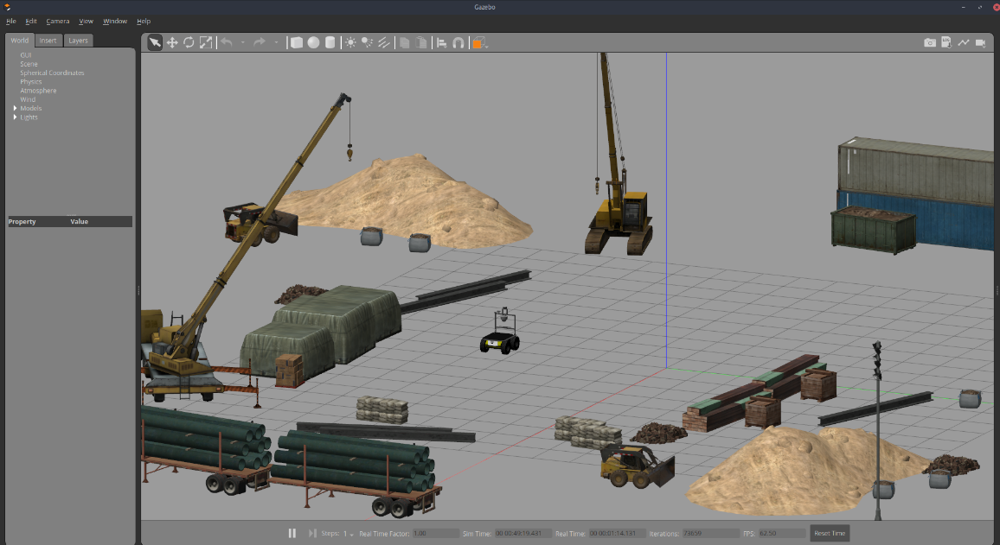 Gazebo
File Edit Camera View Window Help
World Insert Layers
GUI
Scene
Spherical Coordinates
Physics
Atmosphere
Wind
Models
Lights
Property Value
Steps: 1 Real Time Factor: 1.00 Sim Time: 00 00:49:19.431 Real Time: 00 00:01:14.131 Iterations: 73659 FPS: 62.50 Reset Time